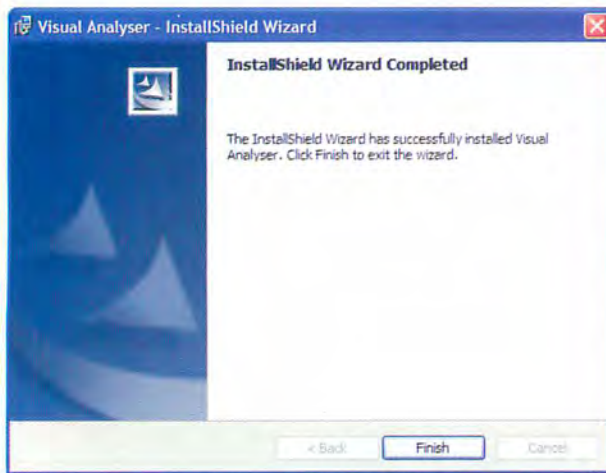 Visual Analyser - InstallShield Wizard
InstallShield Wizard Completed
The InstallShield Wizard has successfully installed Visual
Analyser. Click Finish to exit the wizard.
< Back
Finish
Cancel